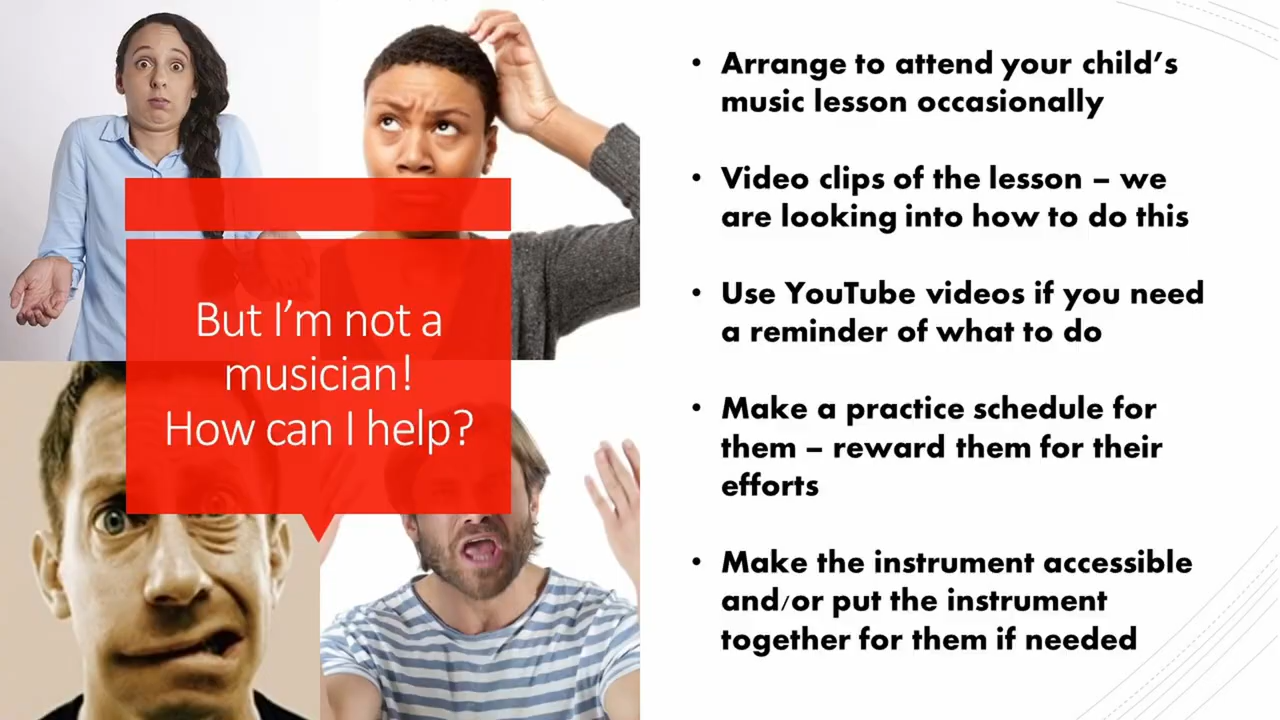 But I'm not a
musician!
How can I help?
• Arrange to attend your child's
music lesson occasionally
• Video clips of the lesson – we
are looking into how to do this
• Use YouTube videos if you need
a reminder of what to do
• Make a practice schedule for
them – reward them for their
efforts
• Make the instrument accessible
and/or put the instrument
together for them if needed